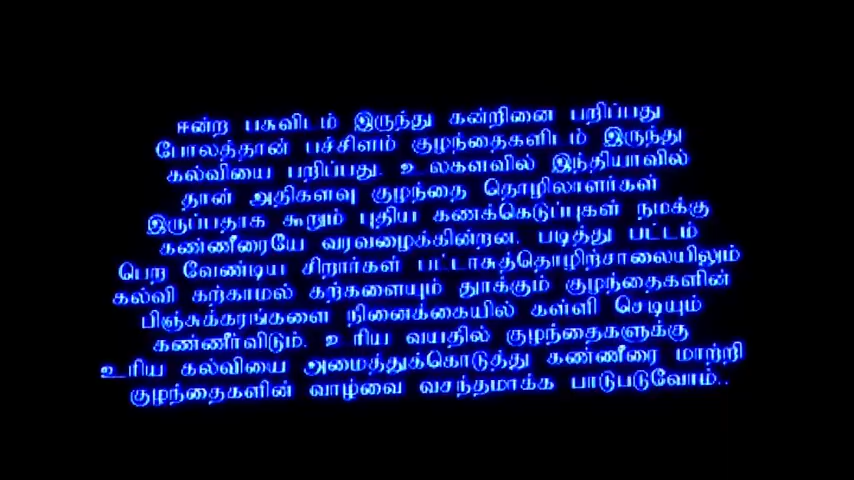 ஈன்ற பசுவிடம் இருந்து கன்றினை பறிப்பது
போலத்தான் பச்சிளம் குழந்தைகளிடம் இருந்து
கல்வியை பறிப்பது. உலகளவில் இந்தியாவில்
தான் அதிகளவு குழந்தை தொழிலாளர்கள்
இருப்பதாக கூறும் புதிய கணக்கெடுப்புகள் நமக்கு
கண்ணீரையே வரவழைக்கின்றன. படித்து பட்டம்
பெற வேண்டிய சிறார்கள் பட்டாசுத்தொழிற்சாலையிலும்
கல்வி கற்காமல் கற்களையும் தூக்கும் குழந்தைகளின்
பிஞ்சுக்கரங்களை நினைக்கையில் கள்ளி செடியும்
கண்ணீர்விடும். உரிய வயதில் குழந்தைகளுக்கு
உரிய கல்வியை அமைத்துக்கொடுத்து கண்ணீரை மாற்றி
குழந்தைகளின் வாழ்வை வசந்தமாக்க பாடுபடுவோம்..